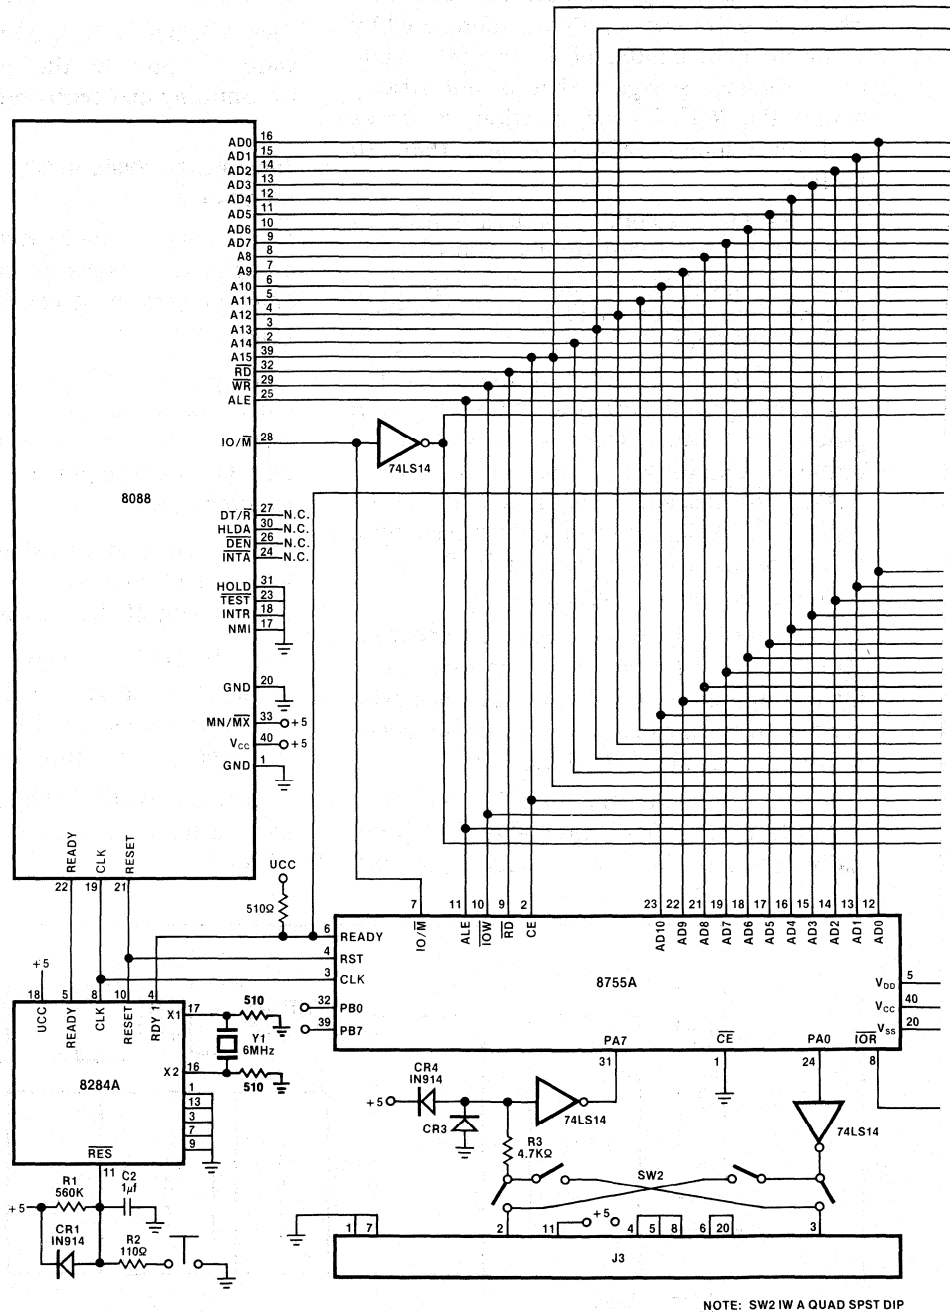 AD0 16
AD1 15
AD2 14
AD3 13
AD4 12
AD5 11
AD6 10
AD7 9
A8 8
A9 7
A10 6
A11 5
A12 4
A13 3
A14 2
A15 39
RD 32
WR 29
ALE 25
IO/M 28
74LS14
8088
DT/R 27 N.C.
HLDA 30 N.C.
DEN 26 N.C.
INTA 24 N.C.
HOLD 31
TEST 23
INTR 18
NMI 17
GND 20
MN/MX 33 +5
VCC 40 +5
GND 1
READY CLK RESET
22 19 21
UCC
510Ω
7 11 10 9 2 23 22 21 19 18 17 16 15 14 13 12
IO/M ALE IOW RD CE AD10 AD9 AD8 AD7 AD6 AD5 AD4 AD3 AD2 AD1 AD0
6 READY
4 RST
3 CLK
32 PB0
39 PB7
8755A
VDD 5
VCC 40
VSS 20
PA7 CE PA0 IOR
31 1 24 8
+5
18 5 8 10 4
UCC READY CLK RESET RDY 1
X1 17 510
Y1
6MHz
X2 16 510
8284A
1
13
3
7
9
RES
11
R1
560K
C2
1μf
+5
CR1
IN914
R2
110Ω
CR4
IN914
+5
CR3
74LS14
R3
4.7KΩ
74LS14
SW2
1 7 2 11 +5 4 5 8 6 20 3
J3
NOTE: SW2 IW A QUAD SPST DIP